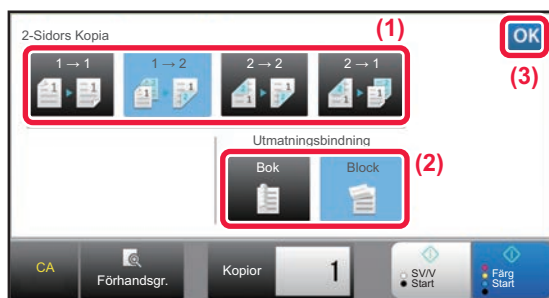 2-Sidors Kopia
(1)
OK
(3)
1 → 1
1 → 2
2 → 2
2 → 1
Utmatningsbindning
(2)
Bok
Block
CA
Förhandsgr.
Kopior
1
SV/V
Start
Färg
Start